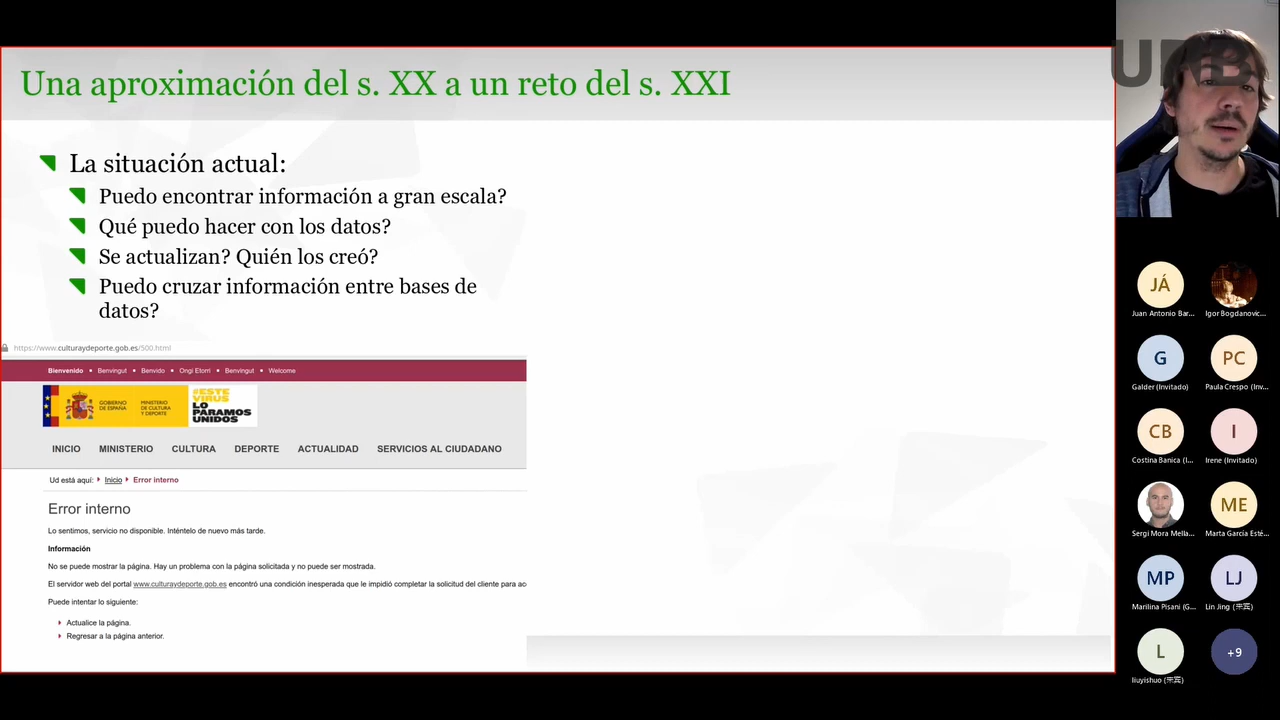 Una aproximación del s. XX a un reto del s. XXI
La situación actual:
Puedo encontrar información a gran escala?
Qué puedo hacer con los datos?
Se actualizan? Quién los creó?
Puedo cruzar información entre bases de
datos?
https://www.culturaydeporte.gob.es/500.html
Bienvenido • Benvingut • Benvido • Ongi Etorri • Benvingut • Welcome
GOBIERNO DE ESPAÑA
MINISTERIO DE CULTURA Y DEPORTE
#ESTE
VIRUS
LO
PARAMOS
UNIDOS
INICIO MINISTERIO CULTURA DEPORTE ACTUALIDAD SERVICIOS AL CIUDADANO
Ud está aquí: Inicio Error interno
Error interno
Lo sentimos, servicio no disponible. Inténtelo de nuevo más tarde.
Información
No se puede mostrar la página. Hay un problema con la página solicitada y no puede ser mostrada.
El servidor web del portal www.culturaydeporte.gob.es encontró una condición inesperada que le impidió completar la solicitud del cliente para
Puede intentar lo siguiente:
Actualice la página.
Regresar a la página anterior.
JÁ
Juan Antonio Bar... Igor Bogdanovic...
G PC
Galder (Invitado) Paula Crespo (Inv...
CB I
Costina Banica (I... Irene (Invitado)
ME
Sergi Mora Mella... Marta Garcia Esté...
MP LJ
Marilina Pisani (G... Lin Jing
L +9
liuyishuo